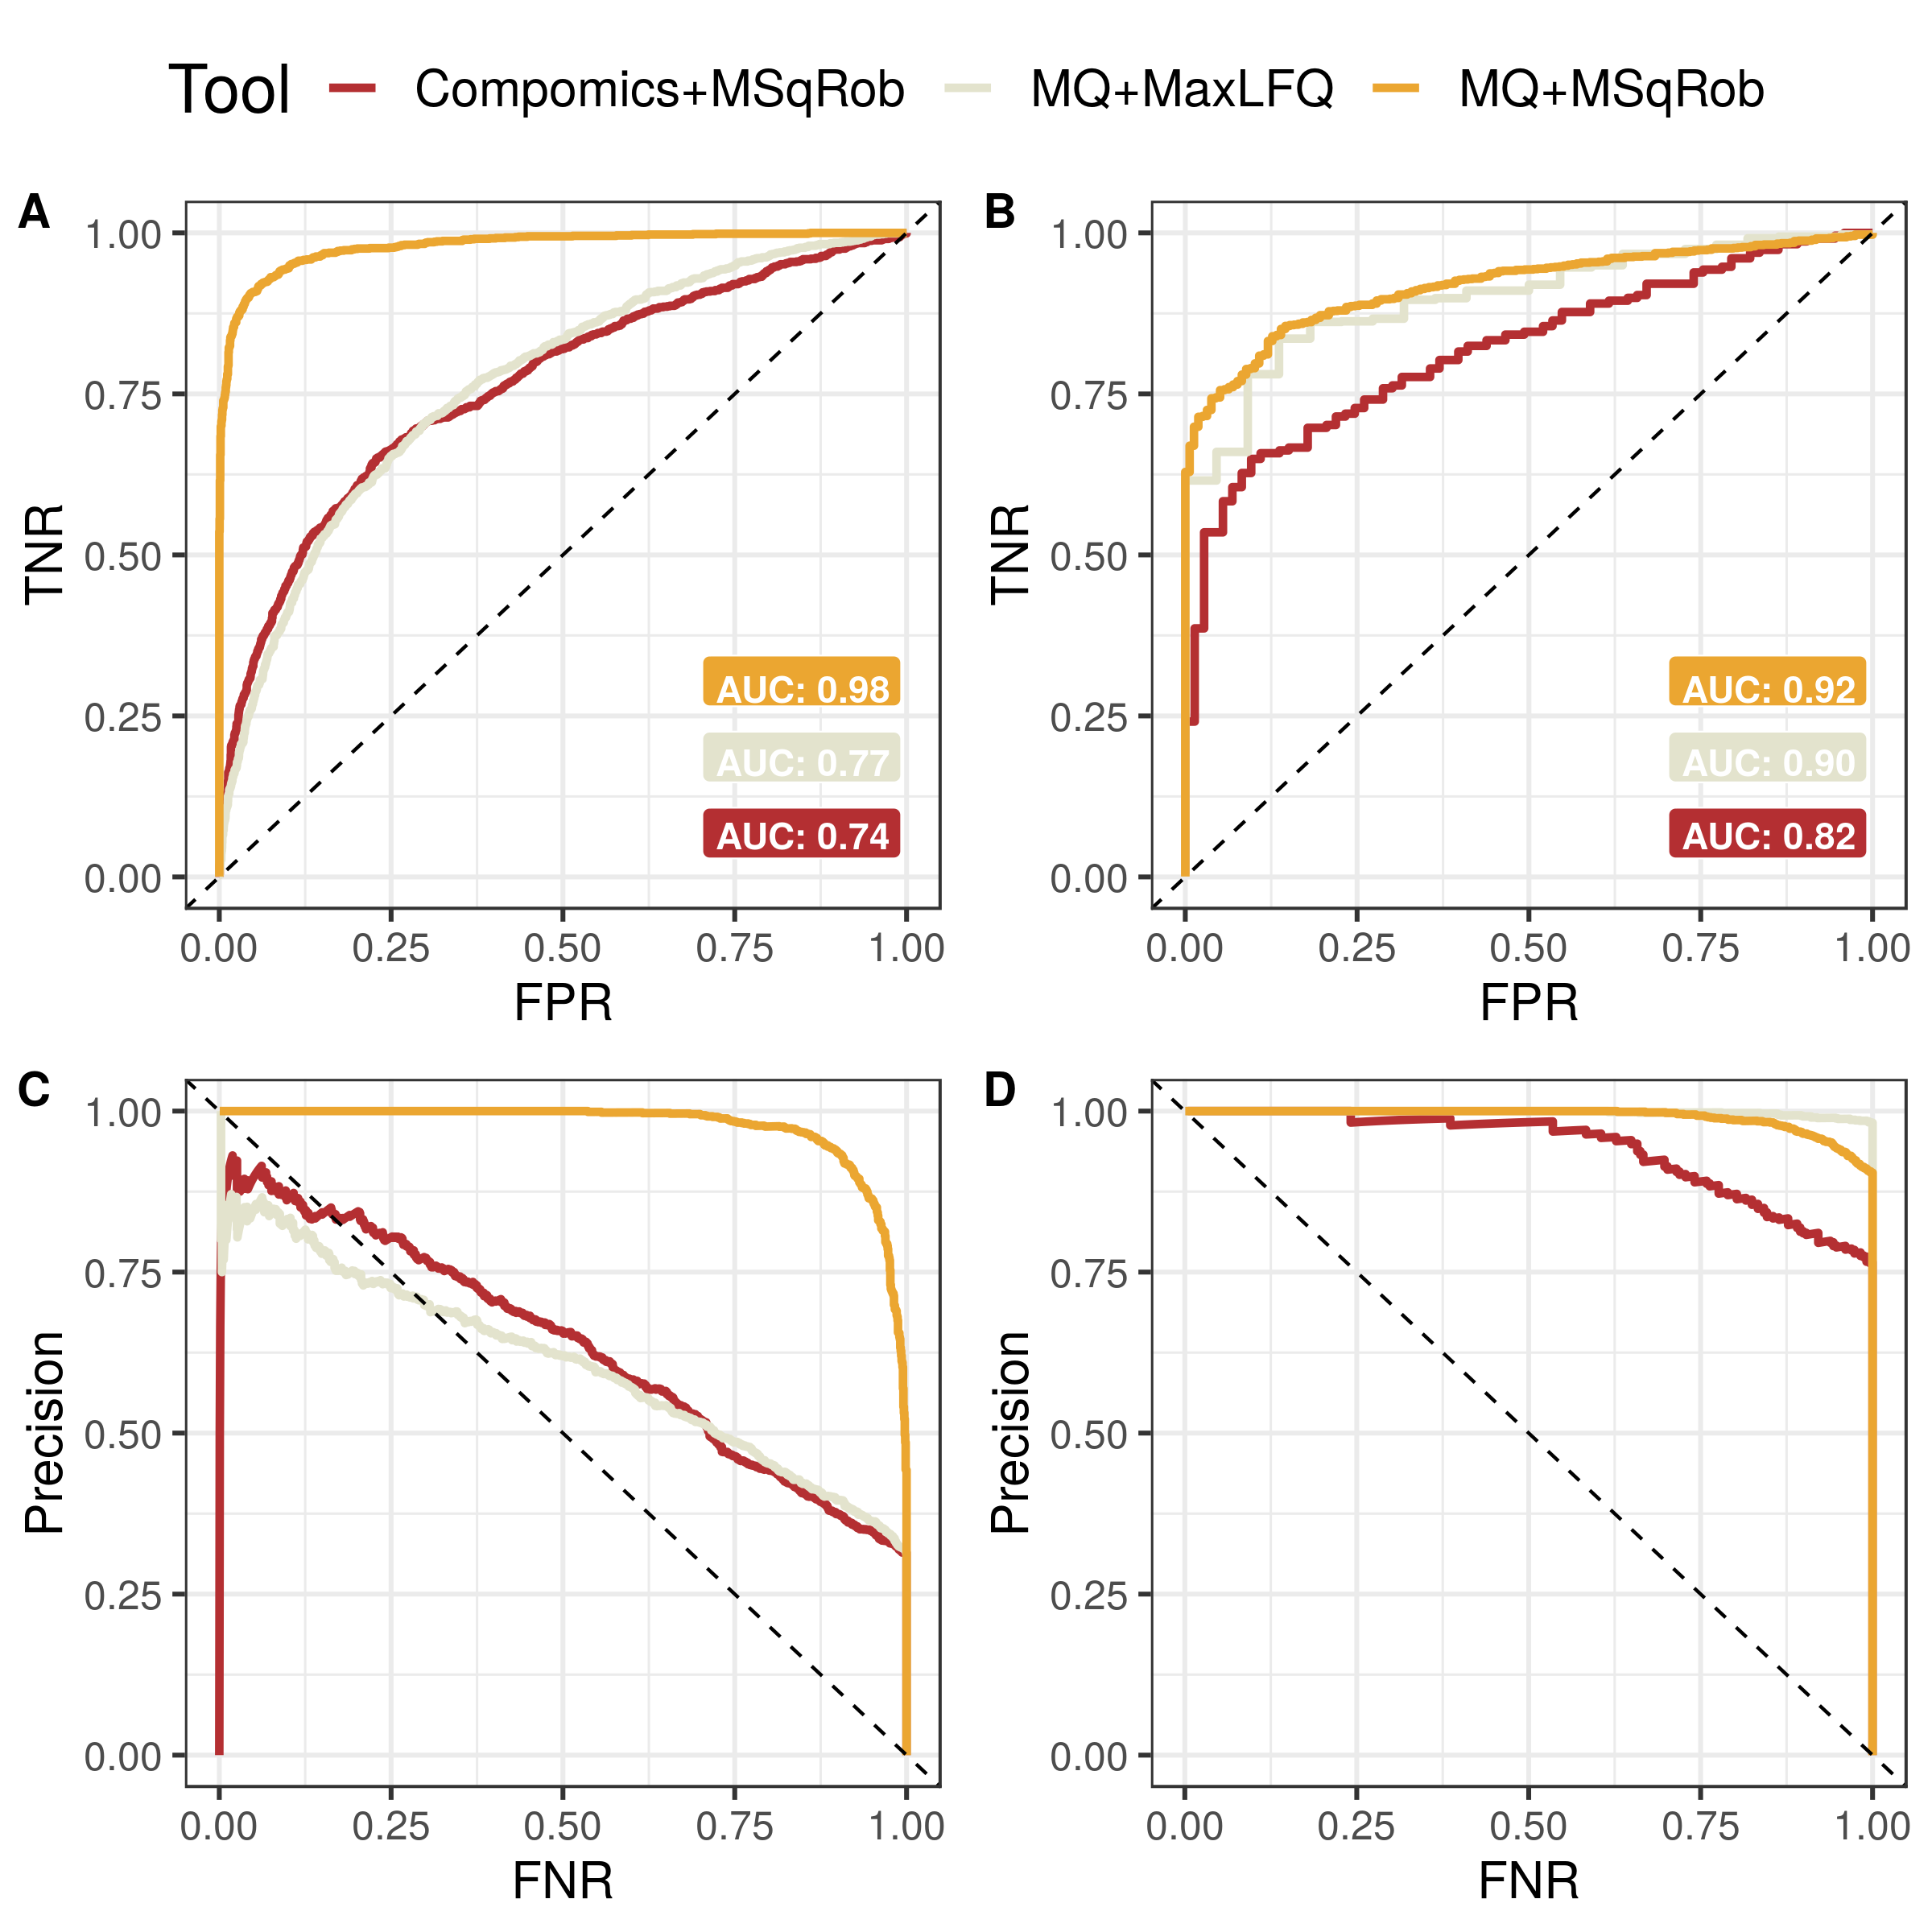 Tool Compomics+MSqRob MQ+MaxLFQ MQ+MSqRob
A
1.00
0.75
0.50
0.25
0.00
TNR
AUC: 0.98
AUC: 0.77
AUC: 0.74
0.00 0.25 0.50 0.75 1.00
FPR
B
1.00
0.75
0.50
0.25
0.00
TNR
AUC: 0.92
AUC: 0.90
AUC: 0.82
0.00 0.25 0.50 0.75 1.00
FPR
C
1.00
0.75
0.50
0.25
0.00
Precision
0.00 0.25 0.50 0.75 1.00
FNR
D
1.00
0.75
0.50
0.25
0.00
Precision
0.00 0.25 0.50 0.75 1.00
FNR